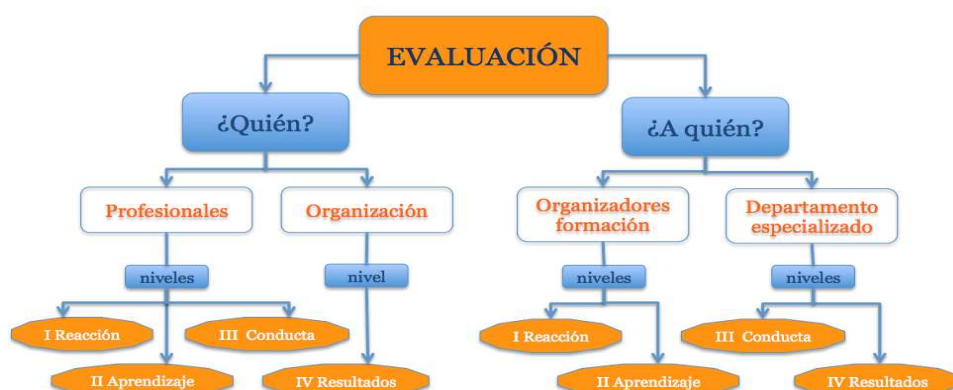 EVALUACIÓN
¿Quién?
¿A quién?
Profesionales
Organización
Organizadores
formación
Departamento
especializado
niveles
nivel
niveles
niveles
I Reacción
III Conducta
I Reacción
III Conducta
II Aprendizaje
IV Resultados
II Aprendizaje
IV Resultados